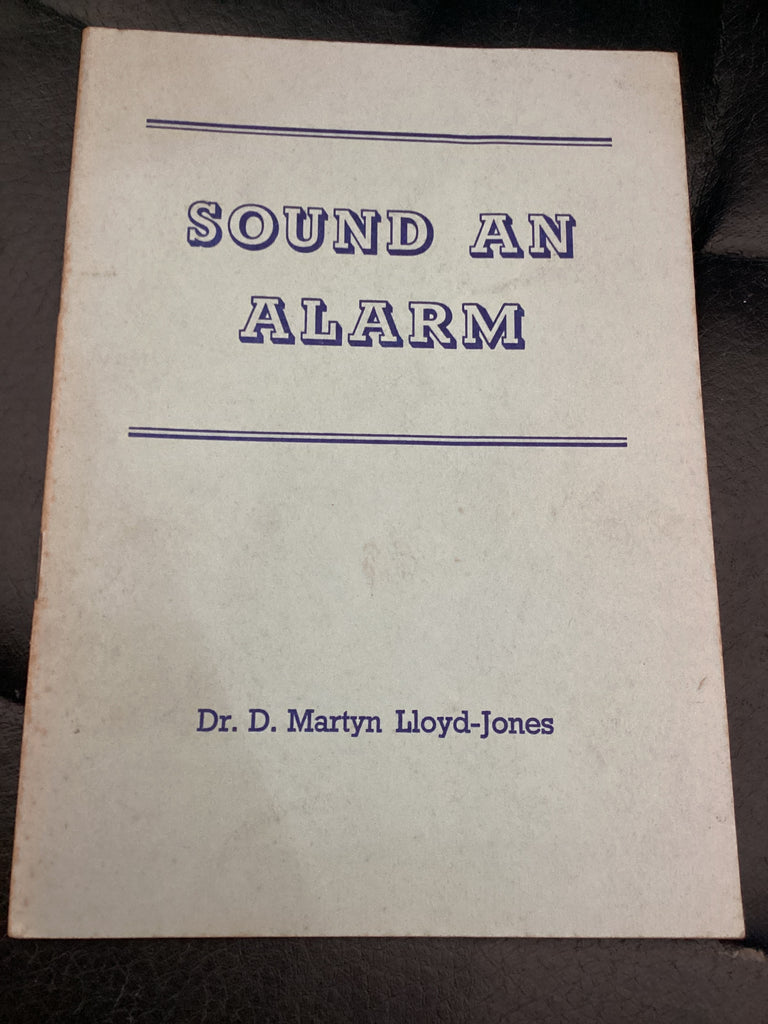 SOUND AN
ALARM
Dr. D. Martyn Lloyd-Jones